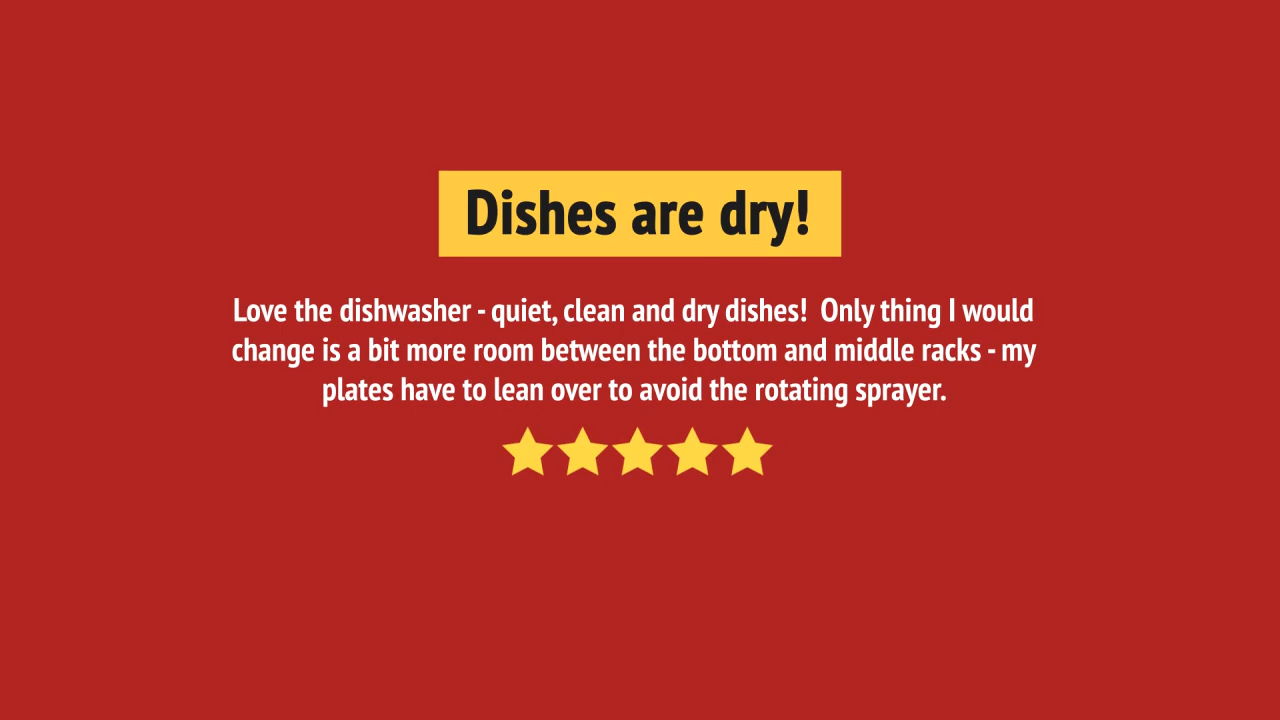 Dishes are dry!
Love the dishwasher - quiet, clean and dry dishes!  Only thing I would
change is a bit more room between the bottom and middle racks - my
plates have to lean over to avoid the rotating sprayer.